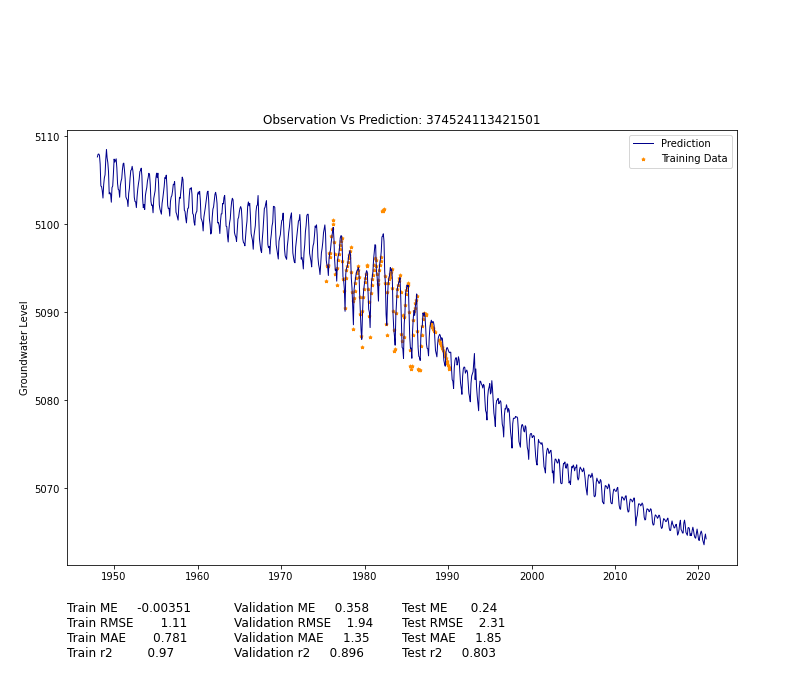 Observation Vs Prediction: 374524113421501
Prediction
Training Data
Groundwater Level
5110
5100
5090
5080
5070
1950 1960 1970 1980 1990 2000 2010 2020
Train ME -0.00351 Validation ME 0.358 Test ME 0.24
Train RMSE 1.11 Validation RMSE 1.94 Test RMSE 2.31
Train MAE 0.781 Validation MAE 1.35 Test MAE 1.85
Train r2 0.97 Validation r2 0.896 Test r2 0.803